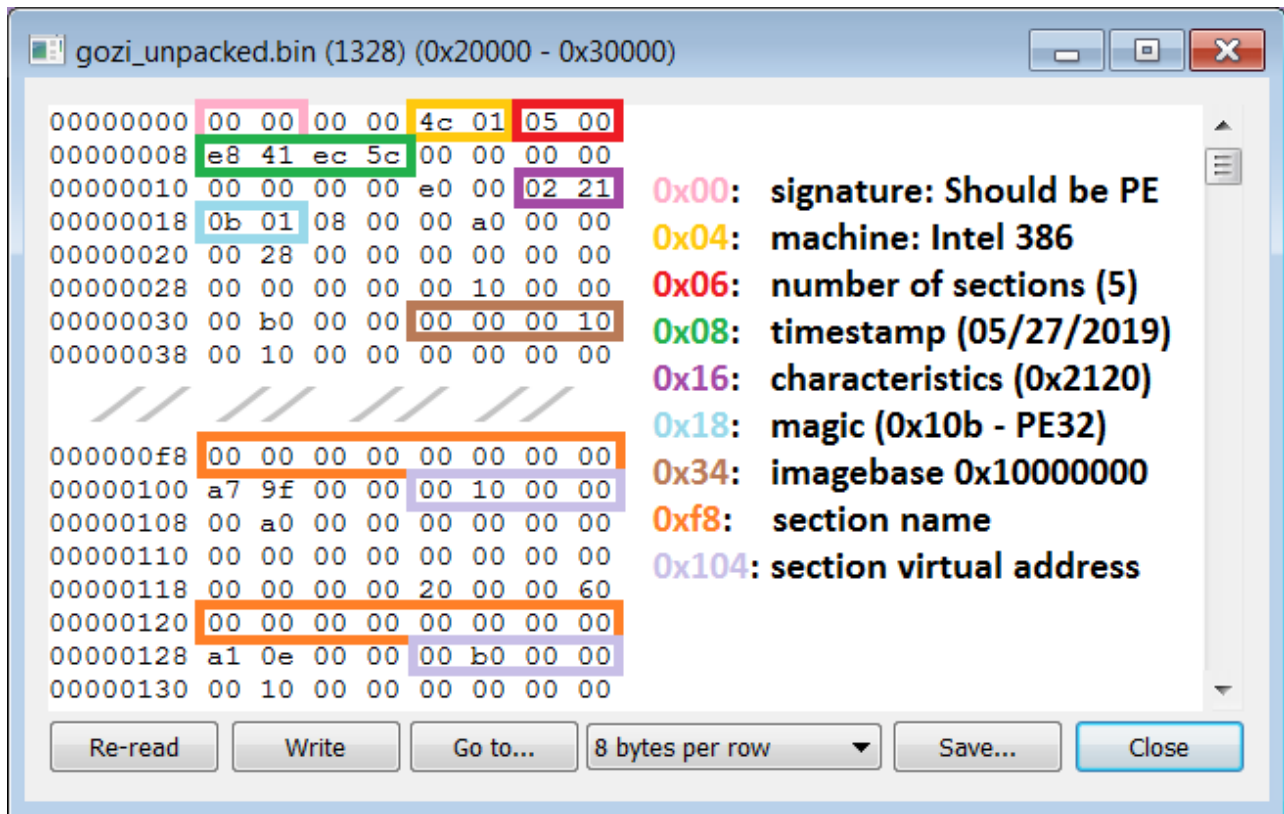 gozi_unpacked.bin (1328) (0x20000 - 0x30000)
00000000 00 00 00 00 4c 01 05 00
00000008 e8 41 ec 5c 00 00 00 00
00000010 00 00 00 00 e0 00 02 21
00000018 0b 01 08 00 00 a0 00 00
00000020 00 28 00 00 00 00 00 00
00000028 00 00 00 00 00 10 00 00
00000030 00 b0 00 00 00 00 00 10
00000038 00 10 00 00 00 00 00 00
000000f8 00 00 00 00 00 00 00 00
00000100 a7 9f 00 00 00 10 00 00
00000108 00 a0 00 00 00 00 00 00
00000110 00 00 00 00 00 00 00 00
00000118 00 00 00 00 20 00 00 60
00000120 00 00 00 00 00 00 00 00
00000128 a1 0e 00 00 00 b0 00 00
00000130 00 10 00 00 00 00 00 00
0x00: signature: Should be PE
0x04: machine: Intel 386
0x06: number of sections (5)
0x08: timestamp (05/27/2019)
0x16: characteristics (0x2120)
0x18: magic (0x10b - PE32)
0x34: imagebase 0x10000000
0xf8: section name
0x104: section virtual address
Re-read Write Go to... 8 bytes per row Save... Close